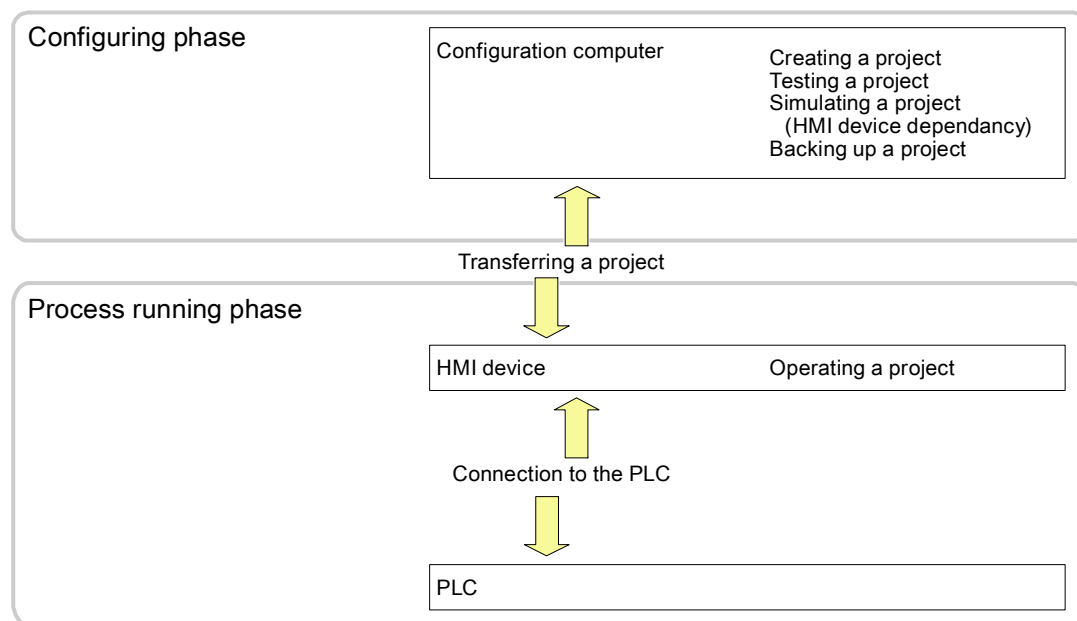 Configuring phase
Configuration computer
Creating a project
Testing a project
Simulating a project
(HMI device dependancy)
Backing up a project
Transferring a project
Process running phase
HMI device
Operating a project
Connection to the PLC
PLC